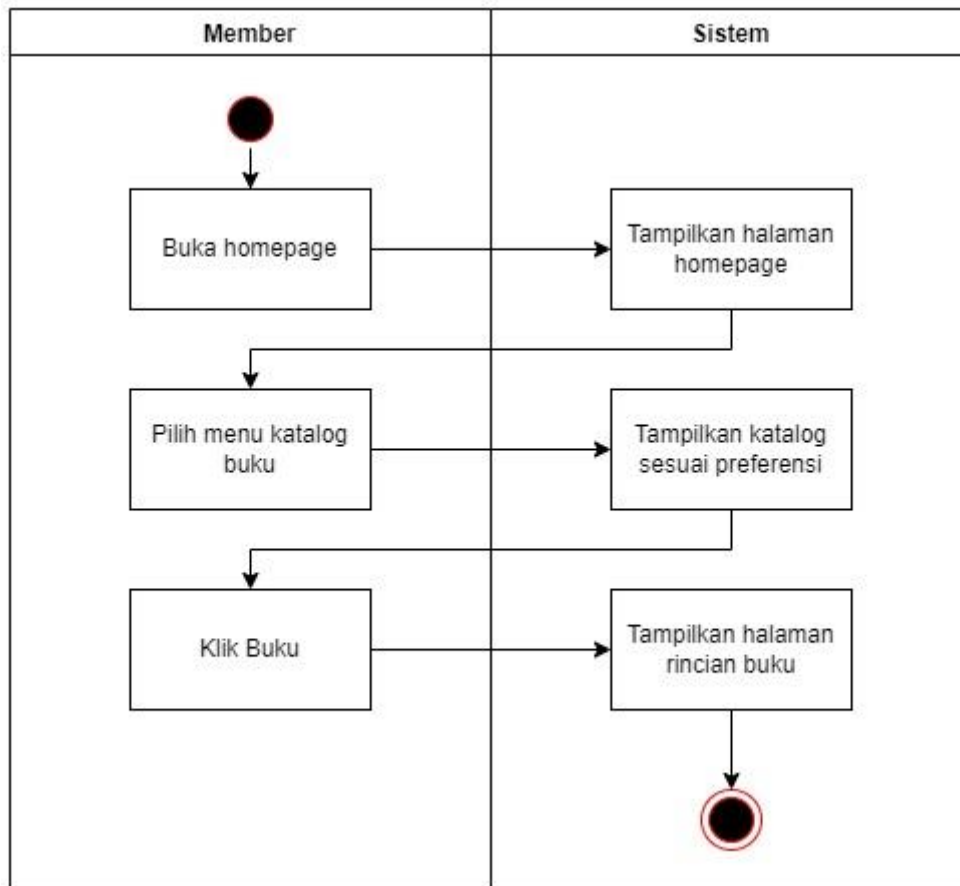 Member
Sistem
Buka homepage
Tampilkan halaman
homepage
Pilih menu katalog
buku
Tampilkan katalog
sesuai preferensi
Klik Buku
Tampilkan halaman
rincian buku